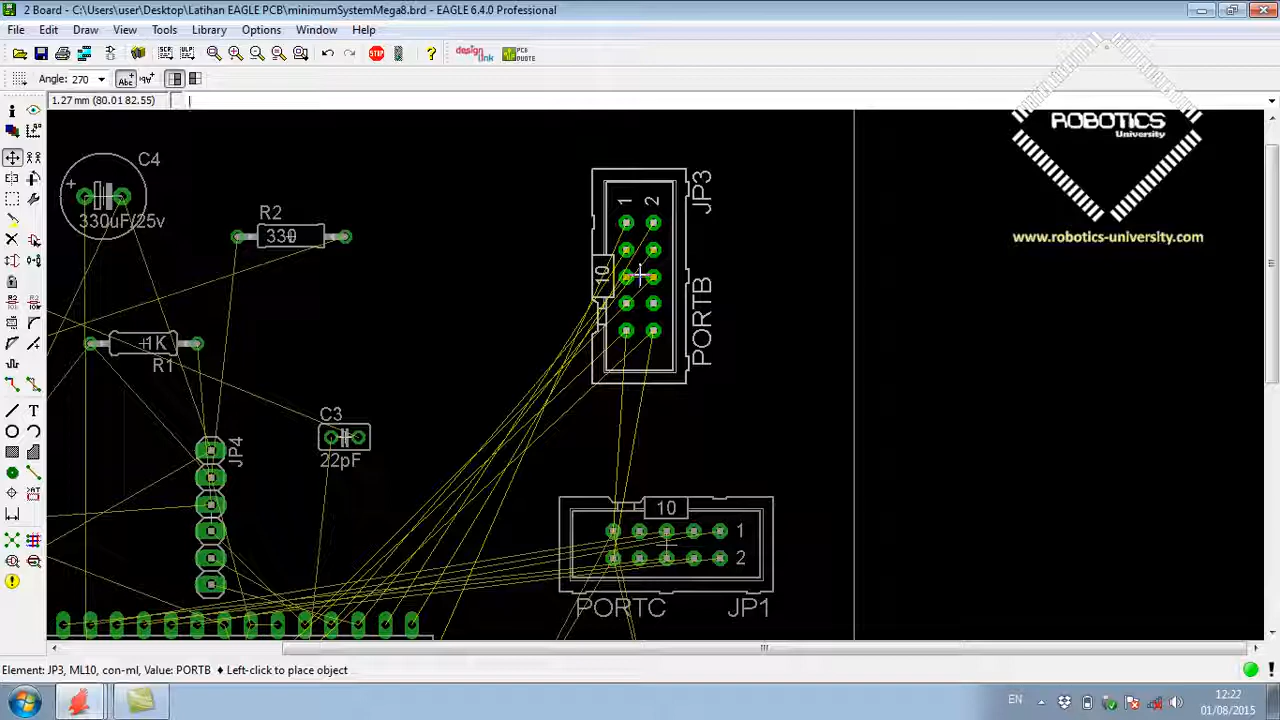 2 Board - C:\Users\user\Desktop\Latihan EAGLE PCB\minimumSystemMega8.brd - EAGLE 6.4.0 Professional
File Edit Draw View Tools Library Options Window Help
design link PCB QUOTE
Angle: 270
1.27 mm (80.01 82.55)
ROBOTICS
University
www.robotics-university.com
C4
330uF/25v
R2
330
1K
R1
JP4
C3
22pF
1 2
10
JP3
PORTB
10
1
2
PORTC JP1
Element: JP3, ML10, con-ml, Value: PORTB ♦ Left-click to place object
EN
12:22
01/08/2015